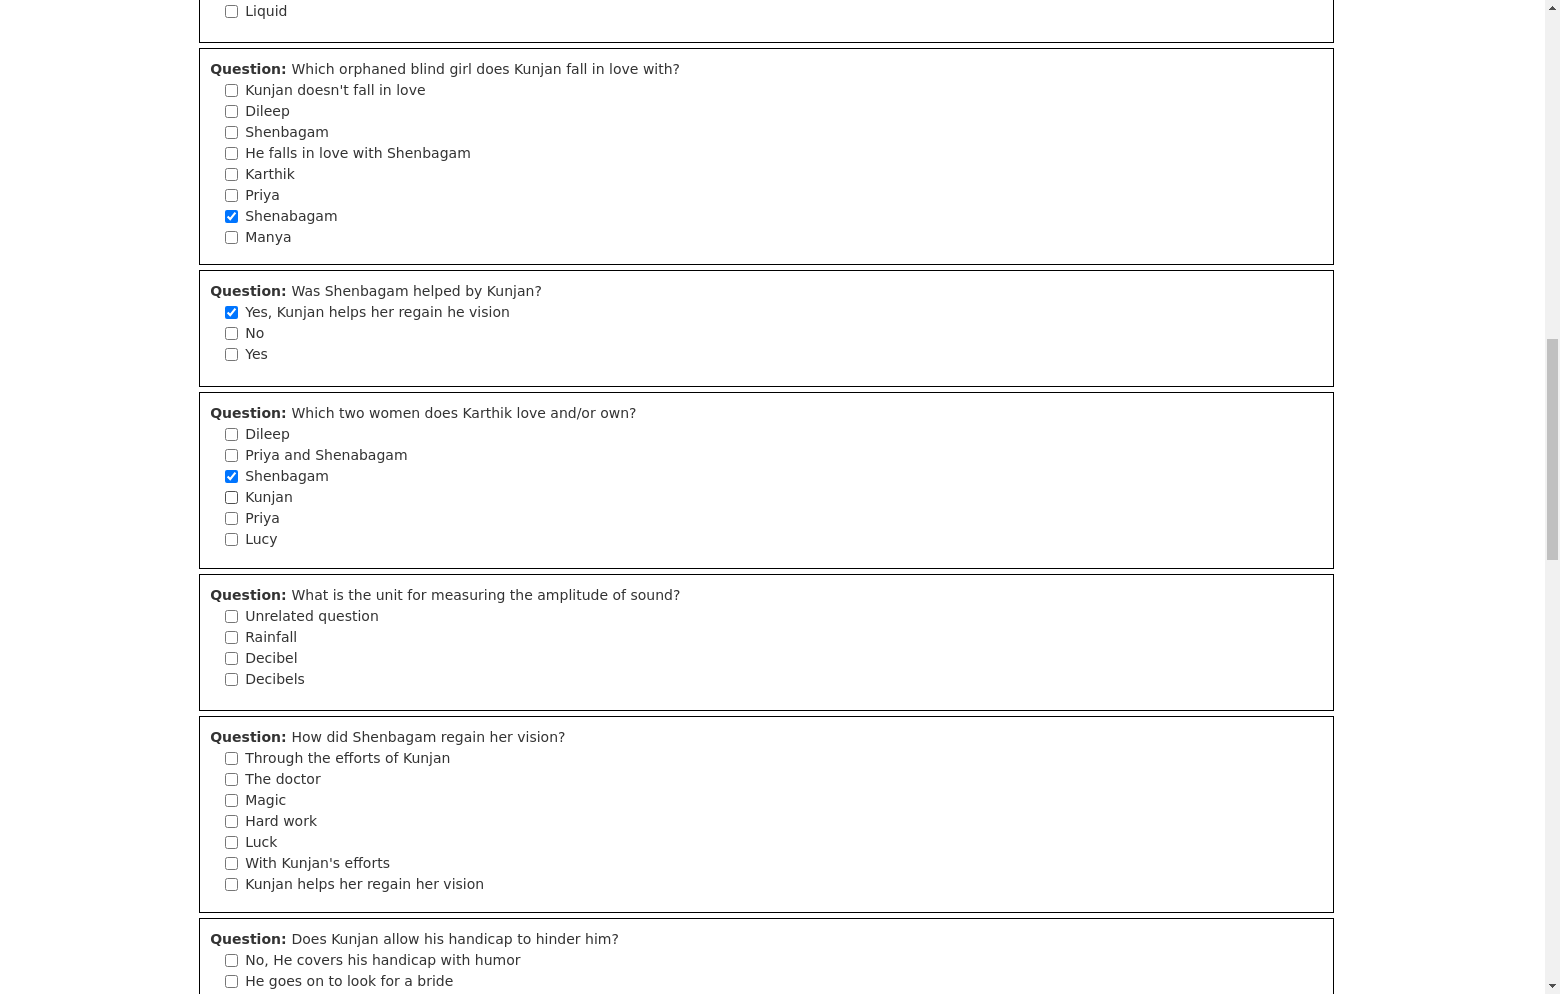 Liquid
Question: Which orphaned blind girl does Kunjan fall in love with?
Kunjan doesn't fall in love
Dileep
Shenbagam
He falls in love with Shenbagam
Karthik
Priya
Shenabagam
Manya
Question: Was Shenbagam helped by Kunjan?
Yes, Kunjan helps her regain he vision
No
Yes
Question: Which two women does Karthik love and/or own?
Dileep
Priya and Shenabagam
Shenbagam
Kunjan
Priya
Lucy
Question: What is the unit for measuring the amplitude of sound?
Unrelated question
Rainfall
Decibel
Decibels
Question: How did Shenbagam regain her vision?
Through the efforts of Kunjan
The doctor
Magic
Hard work
Luck
With Kunjan's efforts
Kunjan helps her regain her vision
Question: Does Kunjan allow his handicap to hinder him?
No, He covers his handicap with humor
He goes on to look for a bride